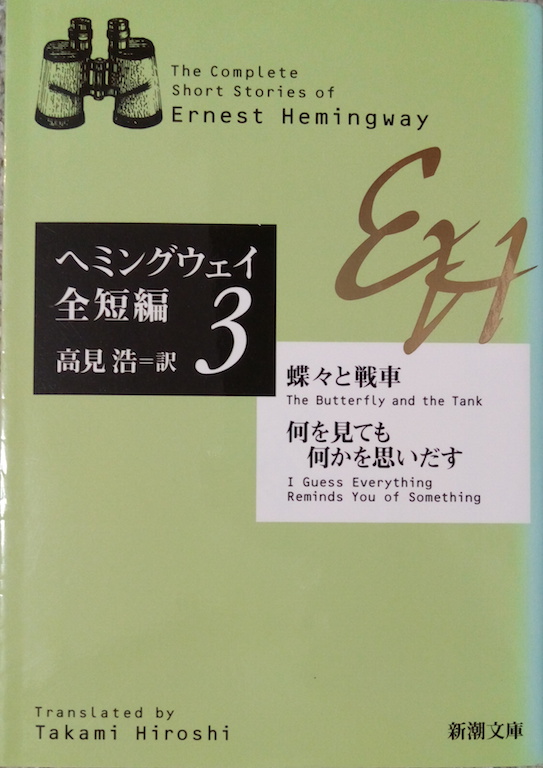 The Complete
Short Stories of
Ernest Hemingway
EH
ヘミングウェイ
全短編
3
高見 浩=訳
蝶々と戦車
The Butterfly and the Tank
何を見ても
何かを思いだす
I Guess Everything
Reminds You of Something
Translated by
Takami Hiroshi
新潮文庫